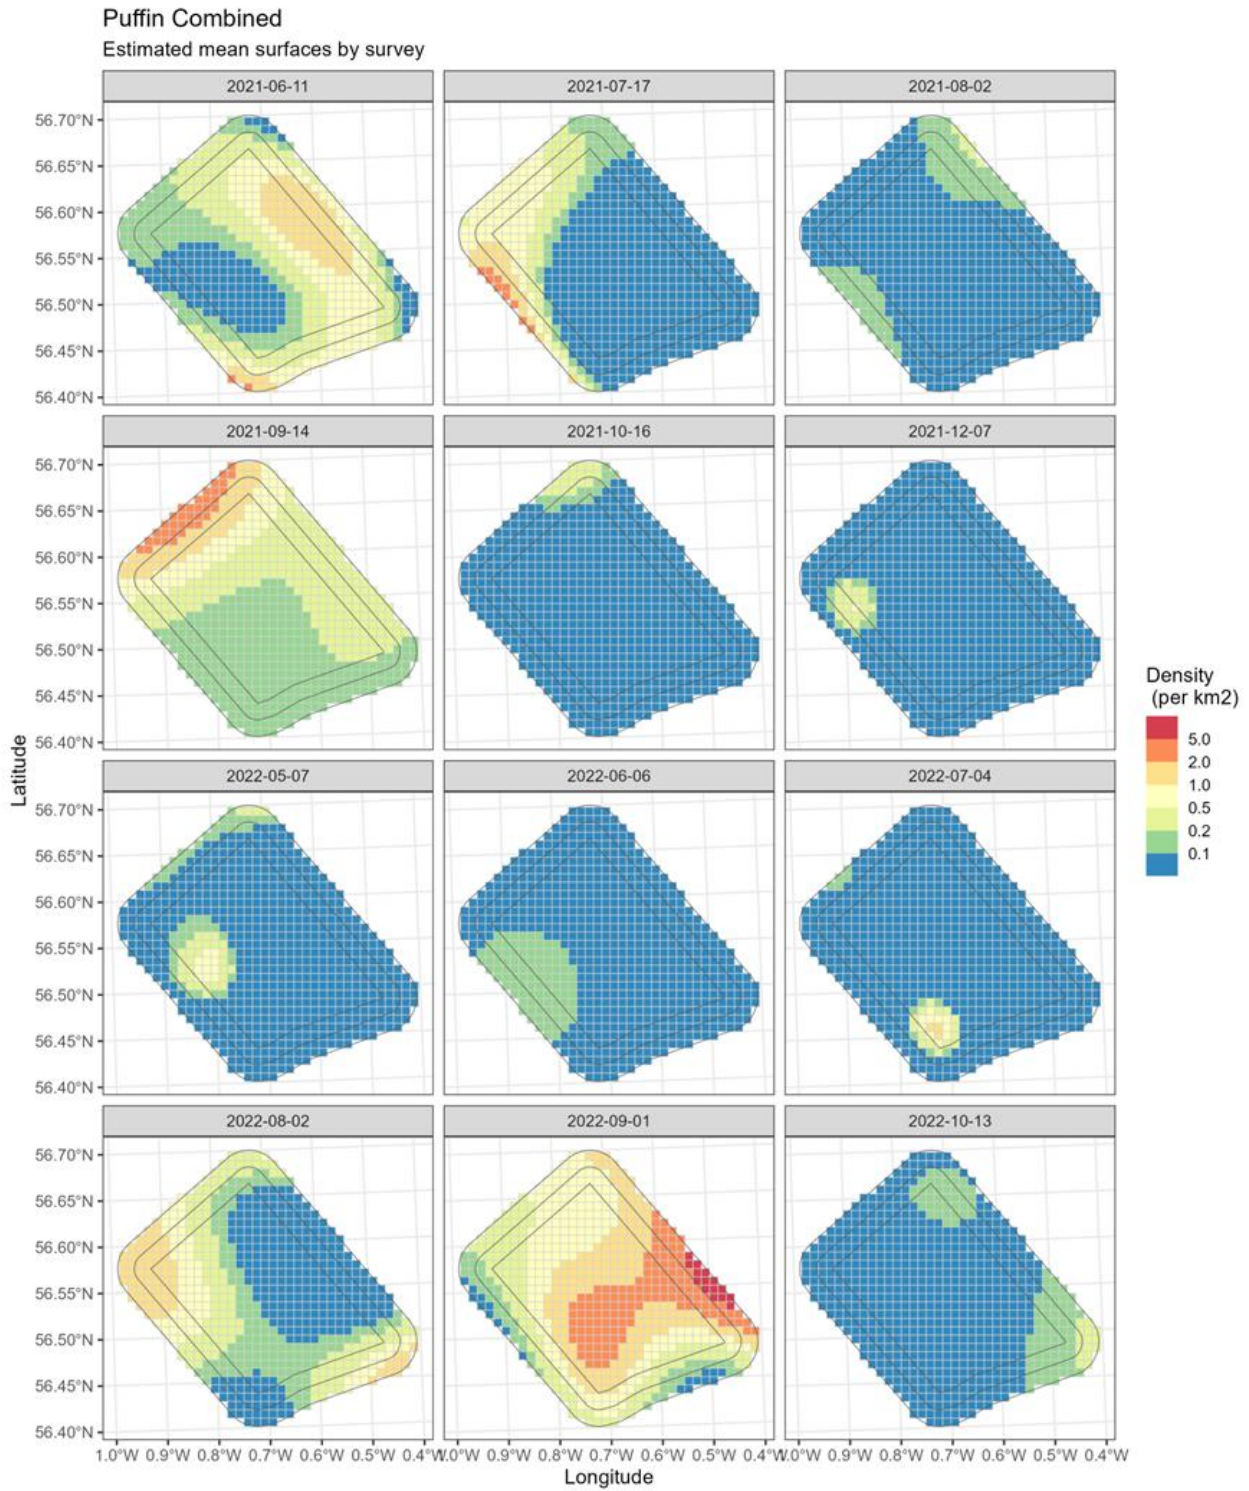 Puffin Combined
Estimated mean surfaces by survey
2021-06-11 2021-07-17 2021-08-02
56.70°N
56.65°N
56.60°N
56.55°N
56.50°N
56.45°N
56.40°N
2021-09-14 2021-10-16 2021-12-07
56.70°N
56.65°N
56.60°N
56.55°N
56.50°N
56.45°N
56.40°N
2022-05-07 2022-06-06 2022-07-04
56.70°N
56.65°N
56.60°N
56.55°N
56.50°N
56.45°N
56.40°N
2022-08-02 2022-09-01 2022-10-13
56.70°N
56.65°N
56.60°N
56.55°N
56.50°N
56.45°N
56.40°N
1.0°W 0.9°W 0.8°W 0.7°W 0.6°W 0.5°W 0.4°W 1.0°W 0.9°W 0.8°W 0.7°W 0.6°W 0.5°W 0.4°W 1.0°W 0.9°W 0.8°W 0.7°W 0.6°W 0.5°W 0.4°W
Longitude
Latitude
Density
(per km2)
5.0
2.0
1.0
0.5
0.2
0.1